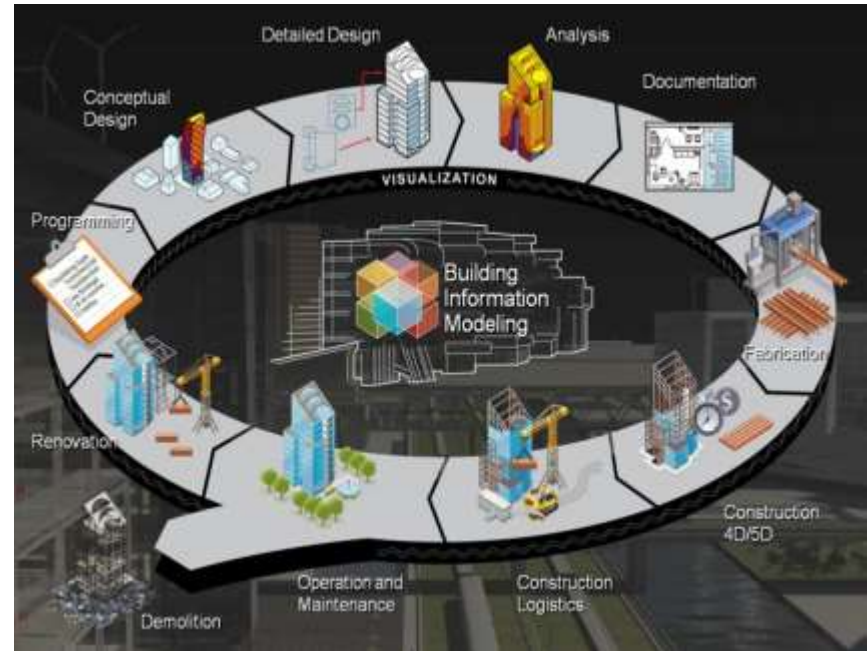 Detailed Design
Analysis
Conceptual
Design
Documentation
VISUALIZATION
Programming
Building
Information
Modeling
Fabrication
Renovation
Construction
4D/5D
Operation and
Maintenance
Construction
Logistics
Demolition